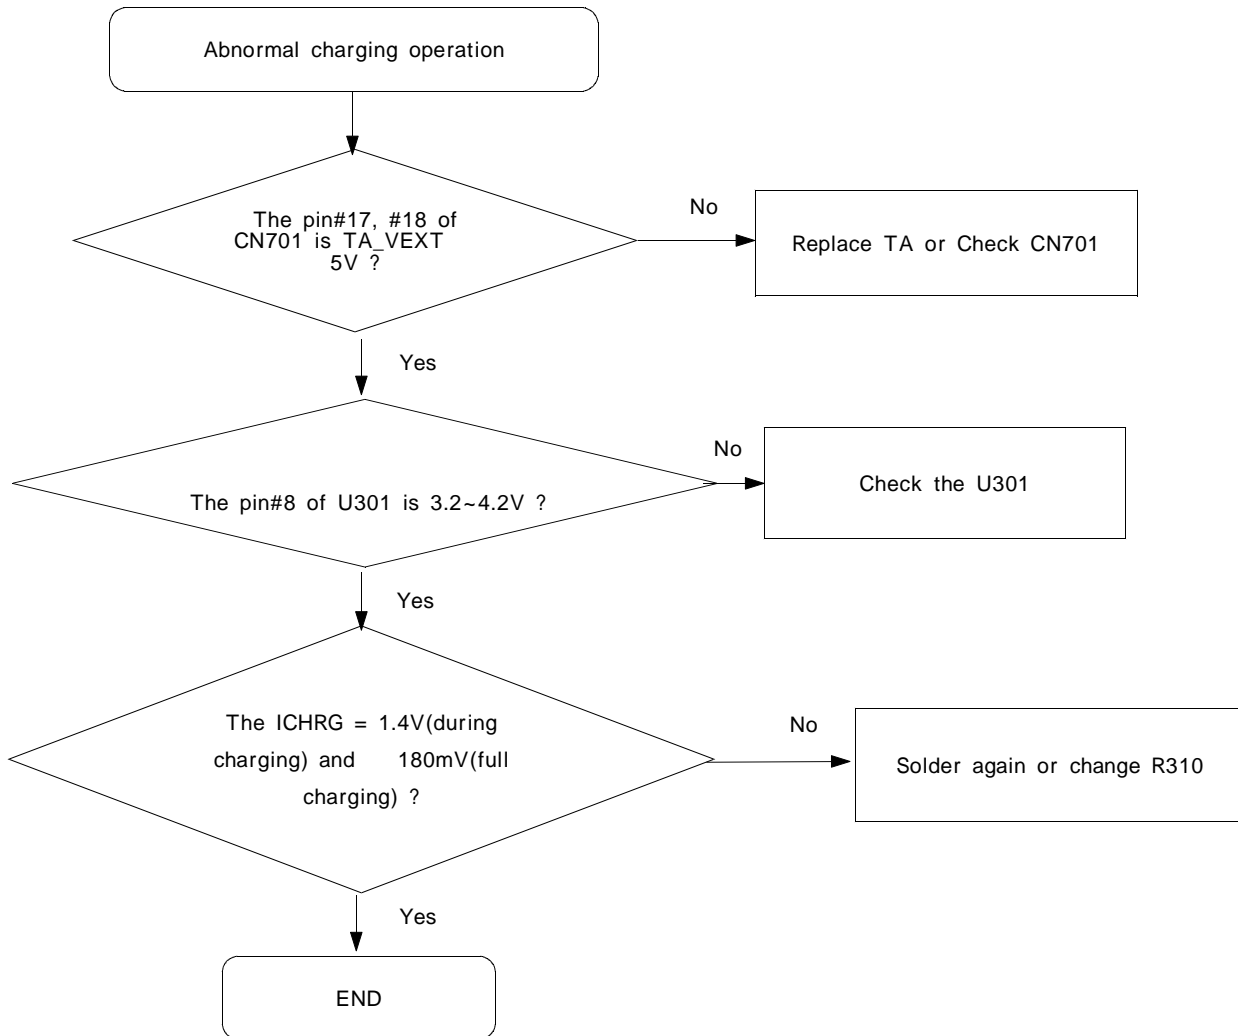 Abnormal charging operation
The pin#17, #18 of
CN701 is TA_VEXT
5V ?
No
Replace TA or Check CN701
Yes
The pin#8 of U301 is 3.2~4.2V ?
No
Check the U301
Yes
The ICHRG = 1.4V(during
charging) and 180mV(full
charging) ?
No
Solder again or change R310
Yes
END